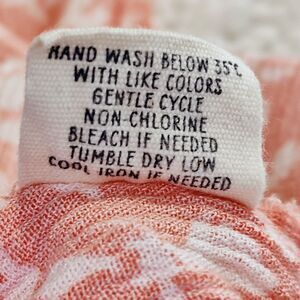 HAND WASH BELOW 35°C
WITH LIKE COLORS
GENTLE CYCLE
NON-CHLORINE
BLEACH IF NEEDED
TUMBLE DRY LOW
COOL IRON IF NEEDED